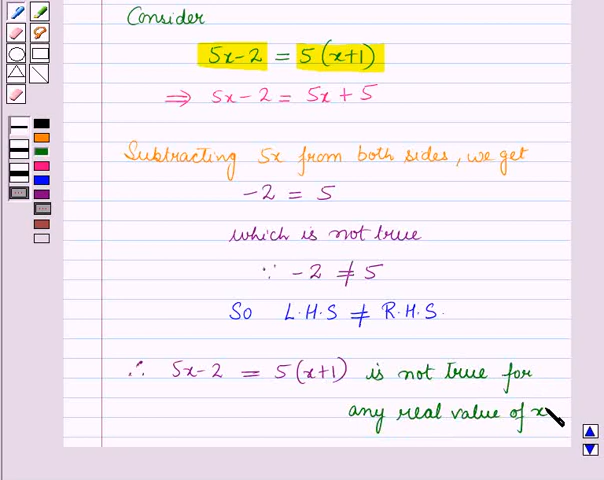 Consider
5x-2 = 5(x+1)
⇒ 5x-2 = 5x+5
Subtracting 5x from both sides, we get
-2 = 5
which is not true
∵ -2 ≠ 5
So L.H.S ≠ R.H.S.
∴ 5x-2 = 5(x+1) is not true for
any real value of x